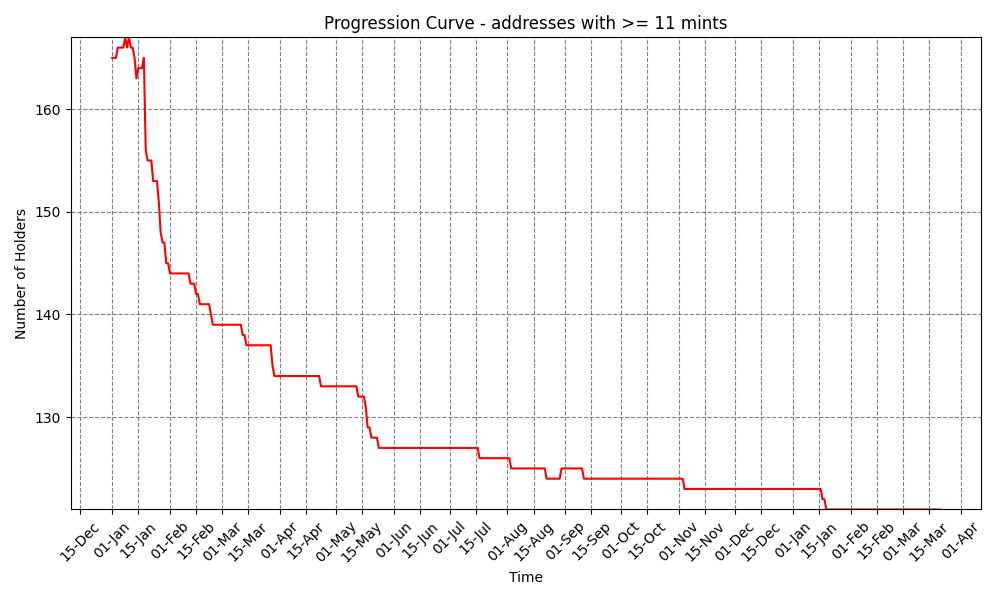 Progression Curve - addresses with >= 11 mints
Number of Holders
160
150
140
130
15-Dec
01-Jan
15-Jan
01-Feb
15-Feb
01-Mar
15-Mar
01-Apr
15-Apr
01-May
15-May
01-Jun
15-Jun
01-Jul
15-Jul
01-Aug
15-Aug
01-Sep
15-Sep
01-Oct
15-Oct
01-Nov
15-Nov
01-Dec
15-Dec
01-Jan
15-Jan
01-Feb
15-Feb
01-Mar
15-Mar
01-Apr
Time